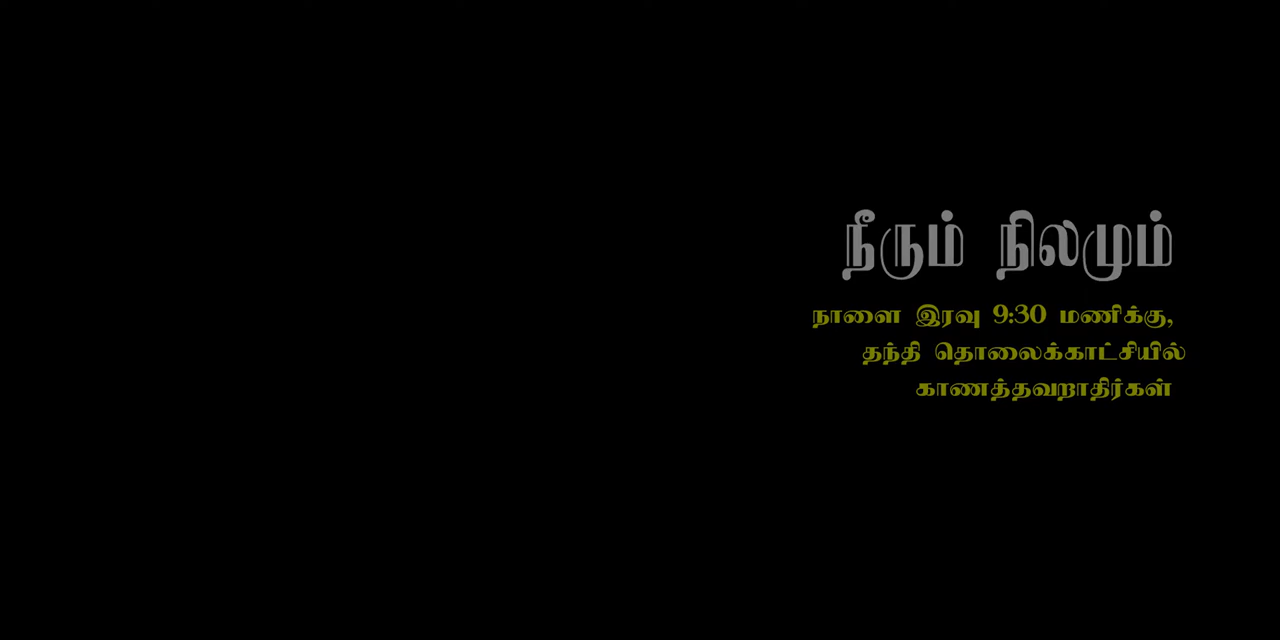 நீரும் நிலமும்
நாளை இரவு 9:30 மணிக்கு,
தந்தி தொலைக்காட்சியில்
காணத்தவறாதிர்கள்